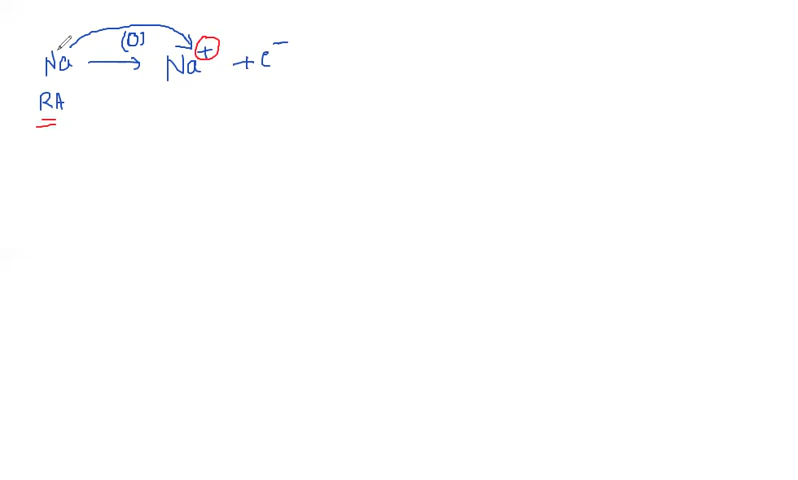 (O)
Na → Na⁺ + e⁻
RA